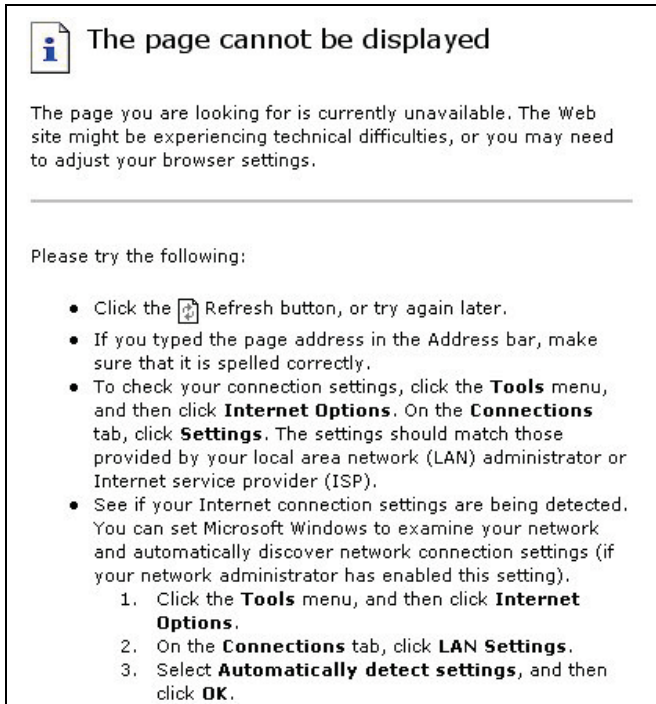 The page cannot be displayed
The page you are looking for is currently unavailable. The Web
site might be experiencing technical difficulties, or you may need
to adjust your browser settings.
Please try the following:
• Click the Refresh button, or try again later.
• If you typed the page address in the Address bar, make
sure that it is spelled correctly.
• To check your connection settings, click the Tools menu,
and then click Internet Options. On the Connections
tab, click Settings. The settings should match those
provided by your local area network (LAN) administrator or
Internet service provider (ISP).
• See if your Internet connection settings are being detected.
You can set Microsoft Windows to examine your network
and automatically discover network connection settings (if
your network administrator has enabled this setting).
1. Click the Tools menu, and then click Internet
Options.
2. On the Connections tab, click LAN Settings.
3. Select Automatically detect settings, and then
click OK.